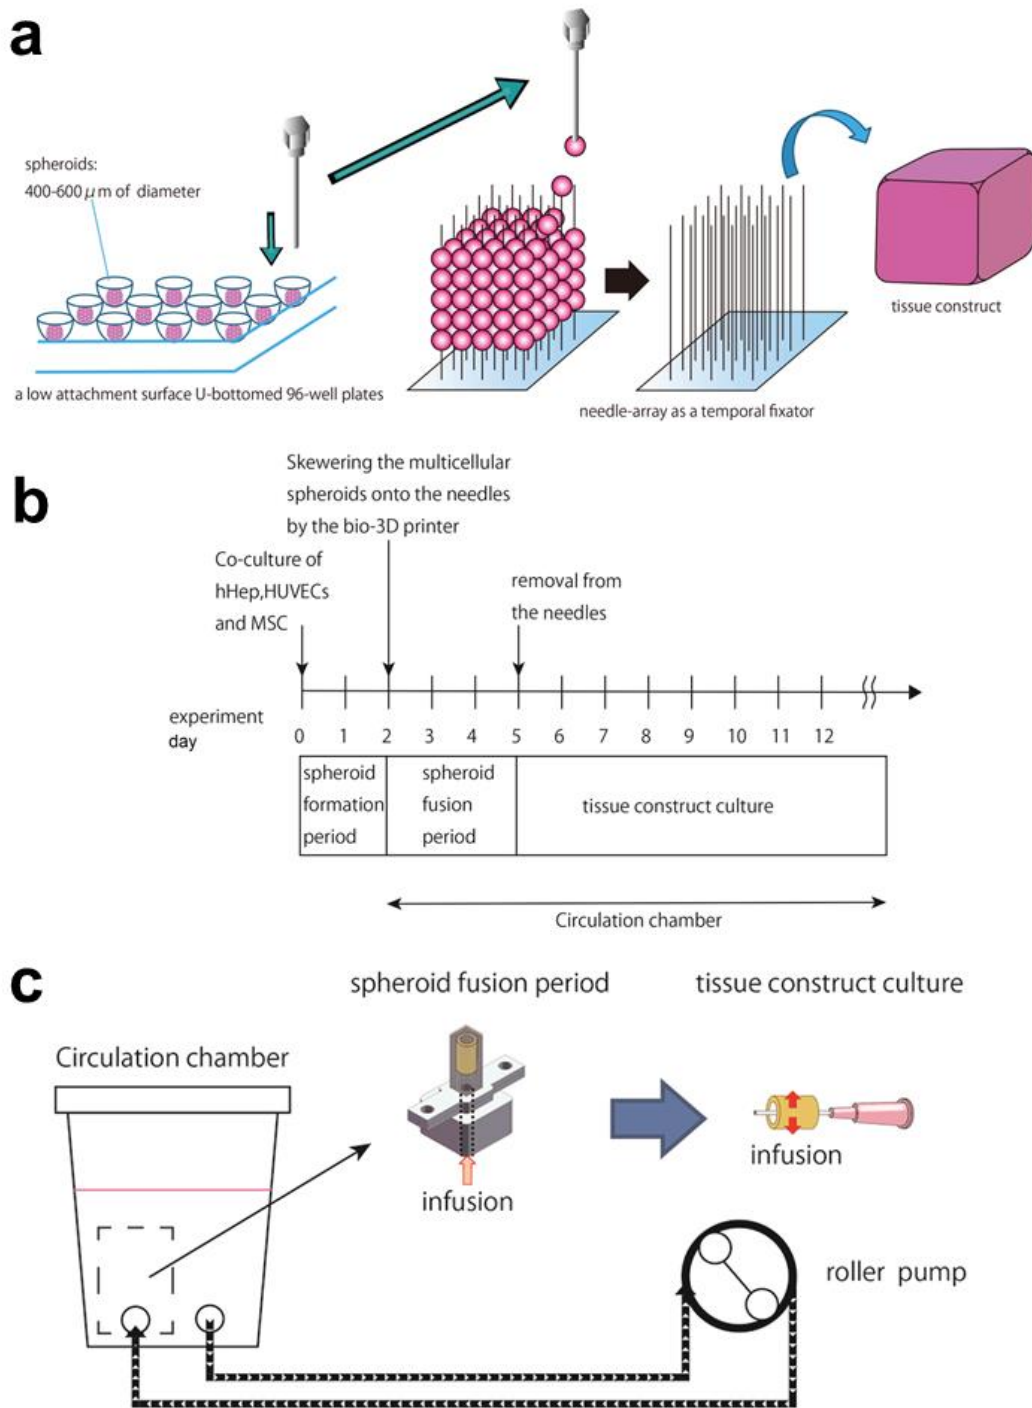 a
spheroids:
400-600μm of diameter
a low attachment surface U-bottomed 96-well plates
needle-array as a temporal fixator
tissue construct
b
Skewering the multicellular
spheroids onto the needles
by the bio-3D printer
Co-culture of
hHep,HUVECs
and MSC
removal from
the needles
experiment
day
0 1 2 3 4 5 6 7 8 9 10 11 12
spheroid
formation
period
spheroid
fusion
period
tissue construct culture
Circulation chamber
c
spheroid fusion period
tissue construct culture
Circulation chamber
infusion
infusion
roller pump